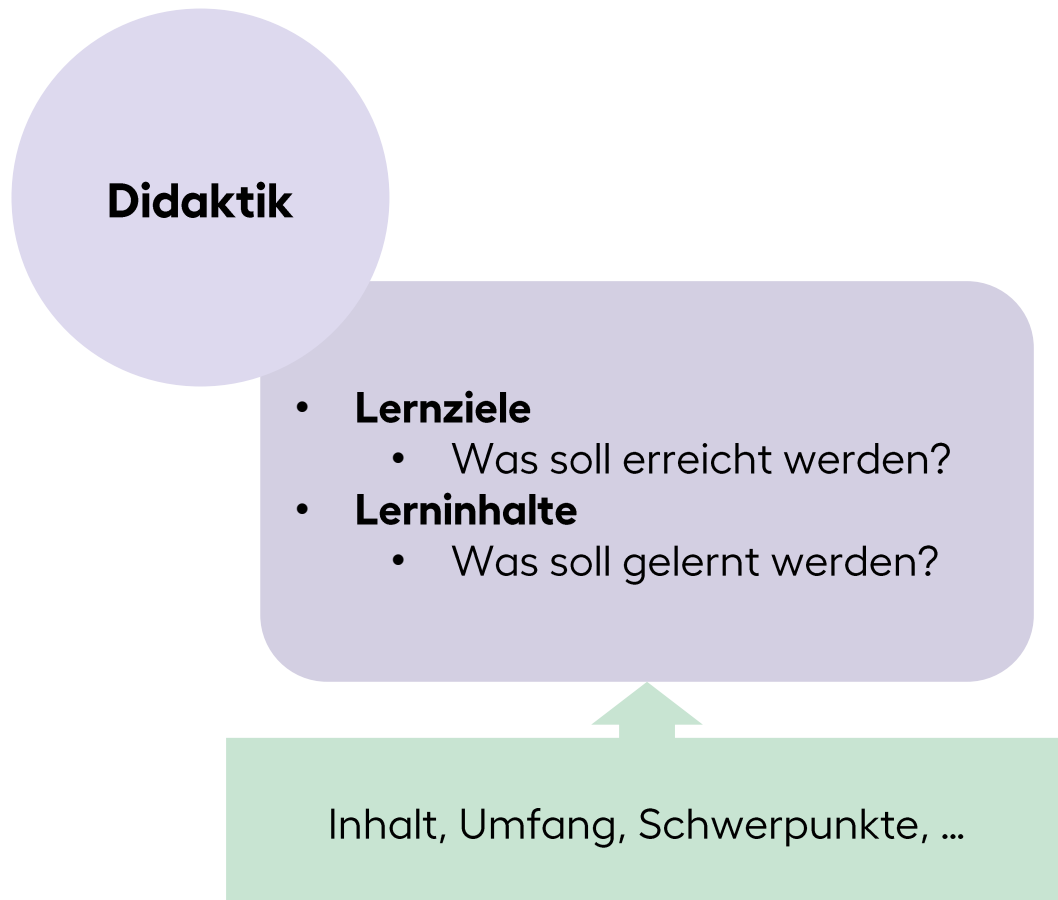 Didaktik
• Lernziele
• Was soll erreicht werden?
• Lerninhalte
• Was soll gelernt werden?
Inhalt, Umfang, Schwerpunkte, ...